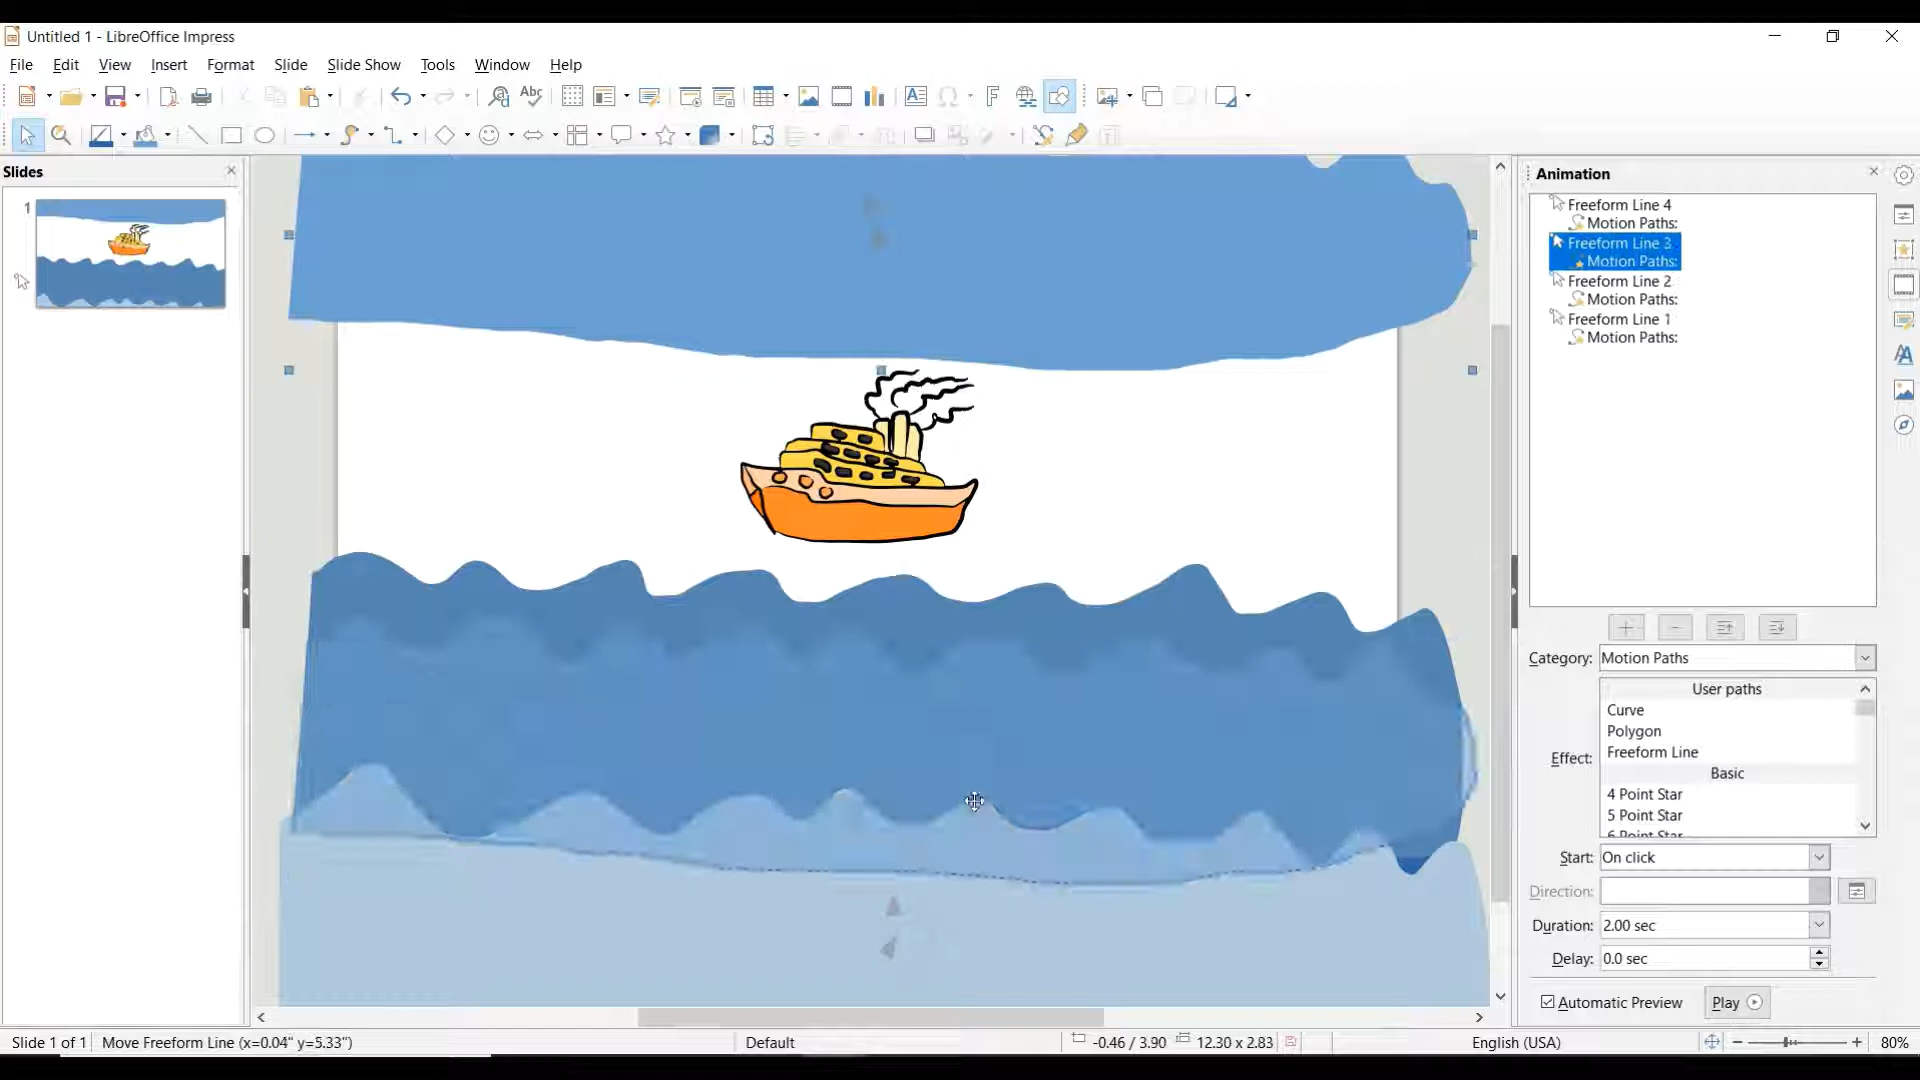 Untitled 1 - LibreOffice Impress
File Edit View Insert Format Slide Slide Show Tools Window Help
Abc
Slides
1
Animation
Freeform Line 4
Motion Paths:
Freeform Line 3
Motion Paths:
Freeform Line 2
Motion Paths:
Freeform Line 1
Motion Paths:
Category: Motion Paths
User paths
Curve
Polygon
Effect: Freeform Line
Basic
4 Point Star
5 Point Star
6 Point Star
Start: On click
Direction:
Duration: 2.00 sec
Delay: 0.0 sec
Automatic Preview Play
Slide 1 of 1 Move Freeform Line (x=0.04" y=5.33") Default -0.46 / 3.90 12.30 x 2.83 English (USA) 80%